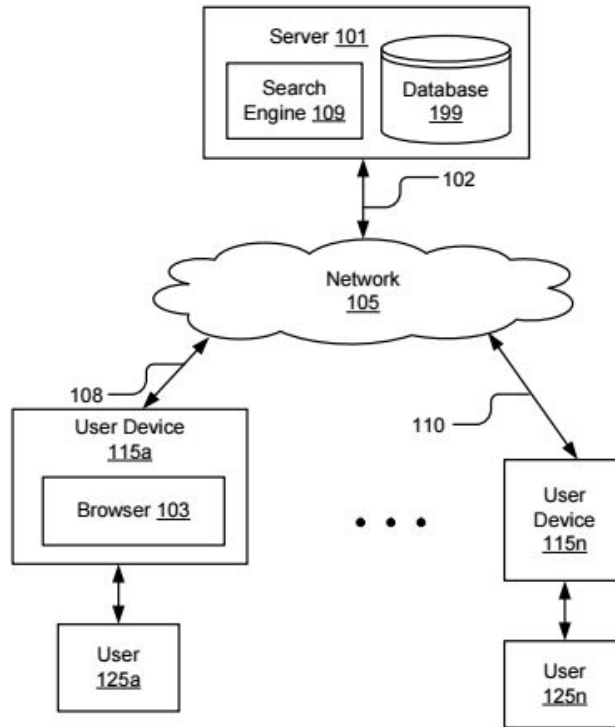 Server 101
Search
Engine 109
Database
199
102
Network
105
108
110
User Device
115a
Browser 103
User
Device
115n
User
125a
User
125n